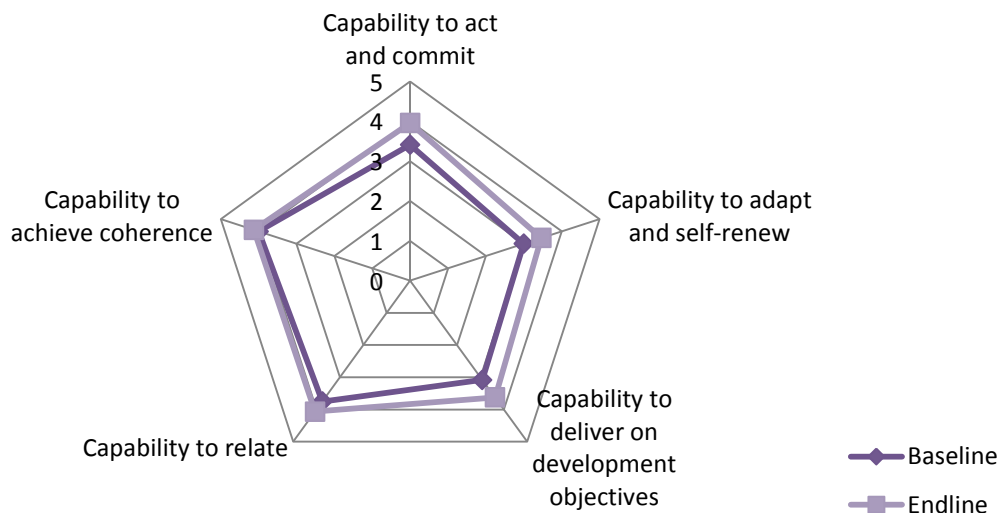 Capability to act
and commit
5
4
3
2
1
0
Capability to adapt
and self-renew
Capability to
deliver on
development
objectives
Capability to relate
Capability to
achieve coherence
Baseline
Endline